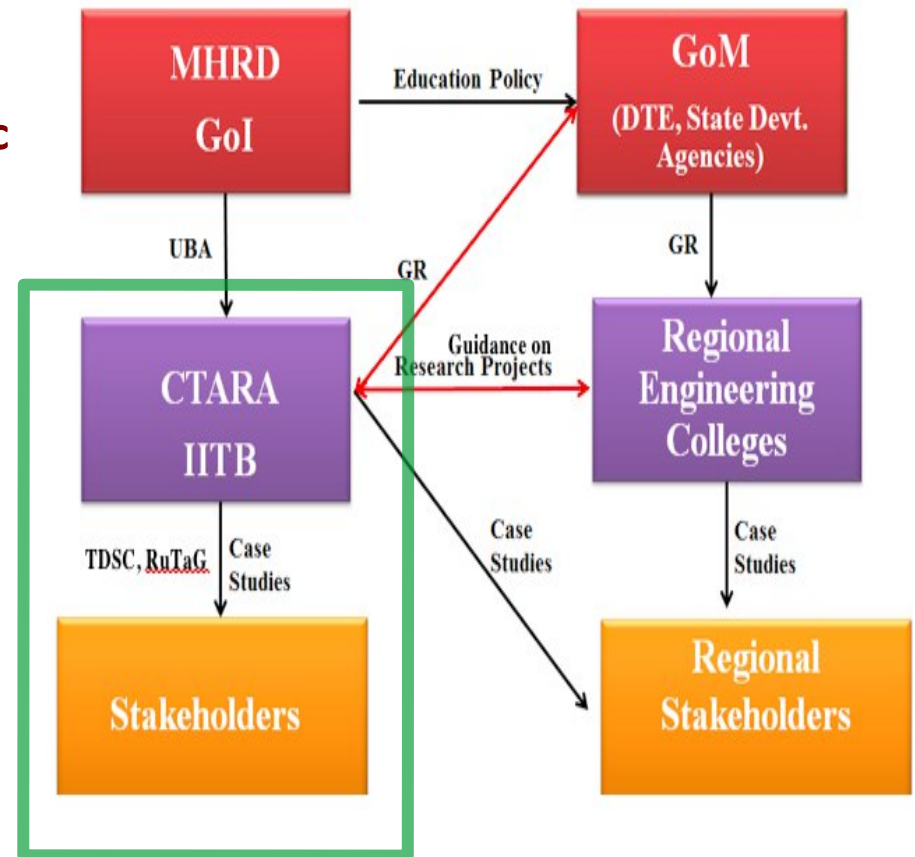 c
MHRD
GoI
Education Policy
GoM
(DTE, State Devt.
Agencies)
UBA
GR
GR
CTARA
IITB
Guidance on
Research Projects
Regional
Engineering
Colleges
TDSC, RuTaG
Case
Studies
Case
Studies
Case
Studies
Stakeholders
Regional
Stakeholders